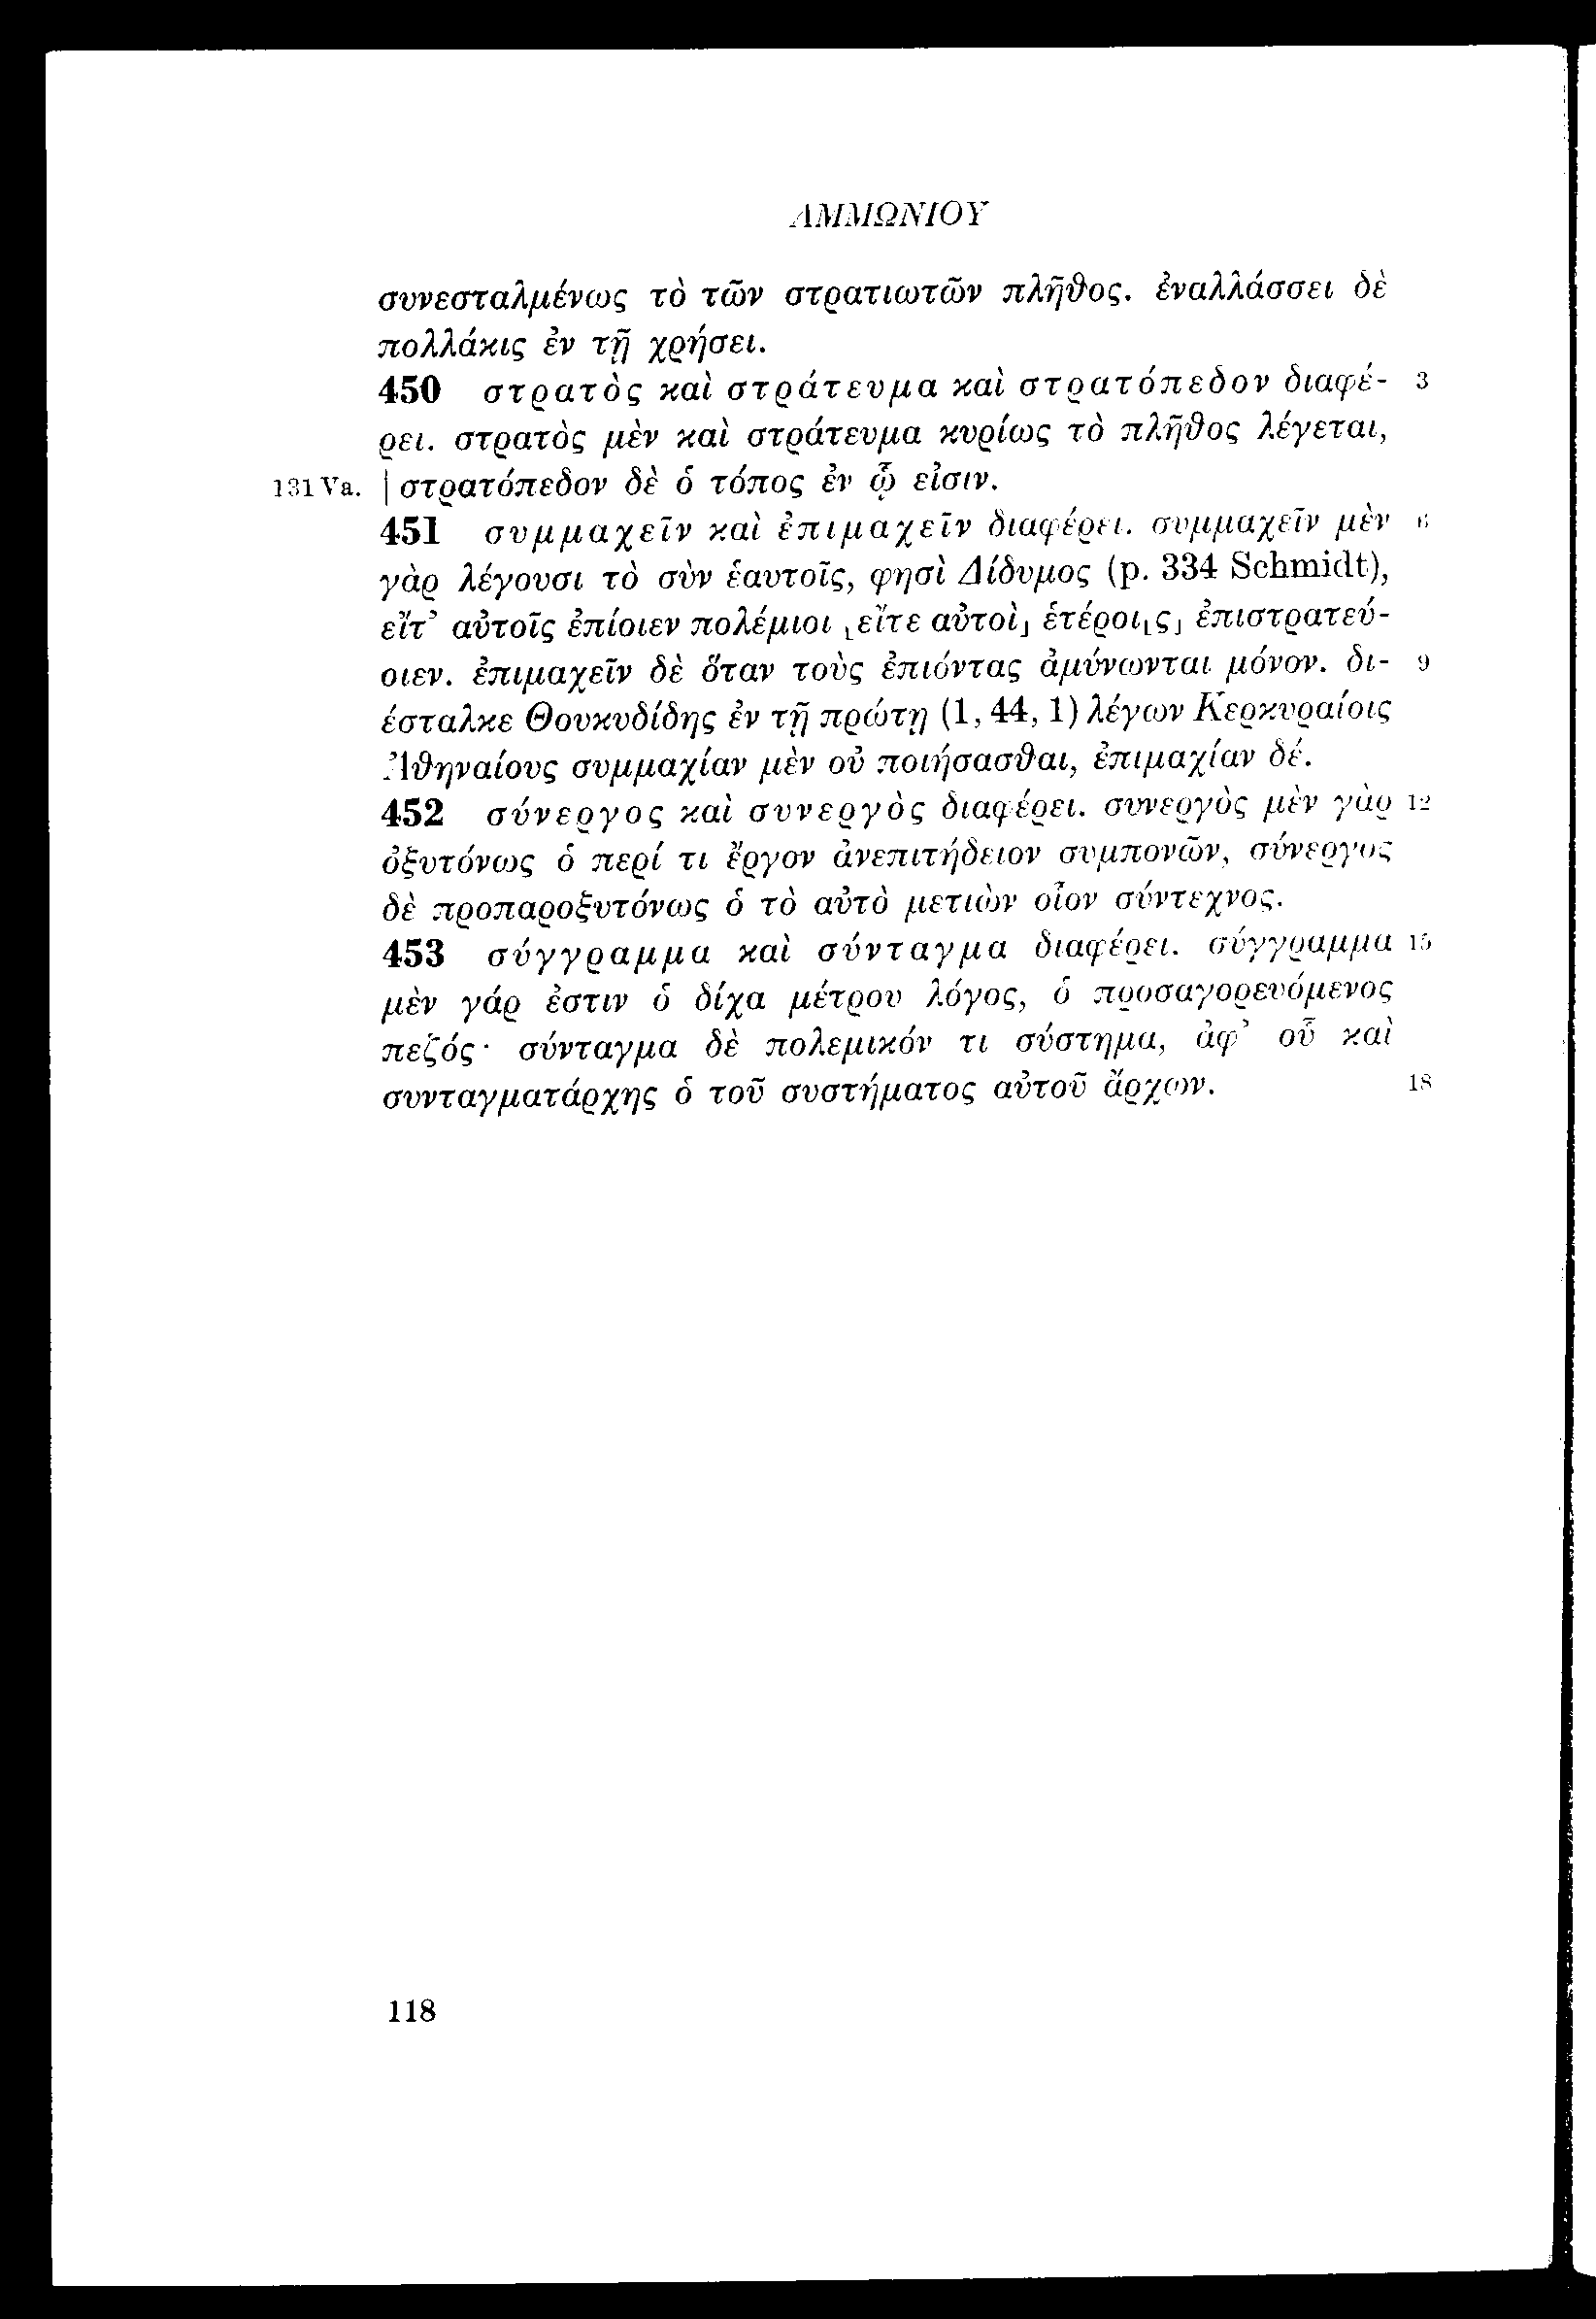 ΑΜΜΩΝΙΟΥ
συνεσταλμένως τὸ τῶν στρατιωτῶν πλῆϑος. ἐναλλάσσει δὲ
πολλάκις ἐν τῇ χρήσει.
450 στρατὸς καὶ στράτευμα καὶ στρατόπεδον διαφέ- 3
ρει. στρατὸς μὲν καὶ στράτευμα κυρίως τὸ πλῆϑος λέγεται,
131 Va. | στρατόπεδον δὲ ὁ τόπος ἐν ᾧ εἰσιν.
451 συμμαχεῖν καὶ ἐπιμαχεῖν διαφέρει. συμμαχεῖν μὲν 6
γὰρ λέγουσι τὸ σὺν ἑαυτοῖς, φησὶ Δίδυμος (p. 334 Schmidt),
εἴτ’ αὐτοῖς ἐπίοιεν πολέμιοι ⸤εἴτε αὐτοὶ⸥ ἑτέροι⸤ς⸥ ἐπιστρατεύ-
οιεν. ἐπιμαχεῖν δὲ ὅταν τοὺς ἐπιόντας ἀμύνωνται μόνον. δι- 9
έσταλκε Θουκυδίδης ἐν τῇ πρώτῃ (1, 44, 1) λέγων Κερκυραίοις
Ἀϑηναίους συμμαχίαν μὲν οὐ ποιήσασϑαι, ἐπιμαχίαν δέ.
452 σύνεργος καὶ συνεργὸς διαφέρει. συνεργὸς μὲν γὰρ 12
ὀξυτόνως ὁ περί τι ἔργον ἀνεπιτήδειον συμπονῶν, σύνεργος
δὲ προπαροξυτόνως ὁ τὸ αὐτὸ μετιὼν οἷον σύντεχνος.
453 σύγγραμμα καὶ σύνταγμα διαφέρει. σύγγραμμα 15
μὲν γάρ ἐστιν ὁ δίχα μέτρου λόγος, ὁ προσαγορευόμενος
πεζός· σύνταγμα δὲ πολεμικόν τι σύστημα, ἀφ’ οὗ καὶ
συνταγματάρχης ὁ τοῦ συστήματος αὐτοῦ ἄρχων. 18
118